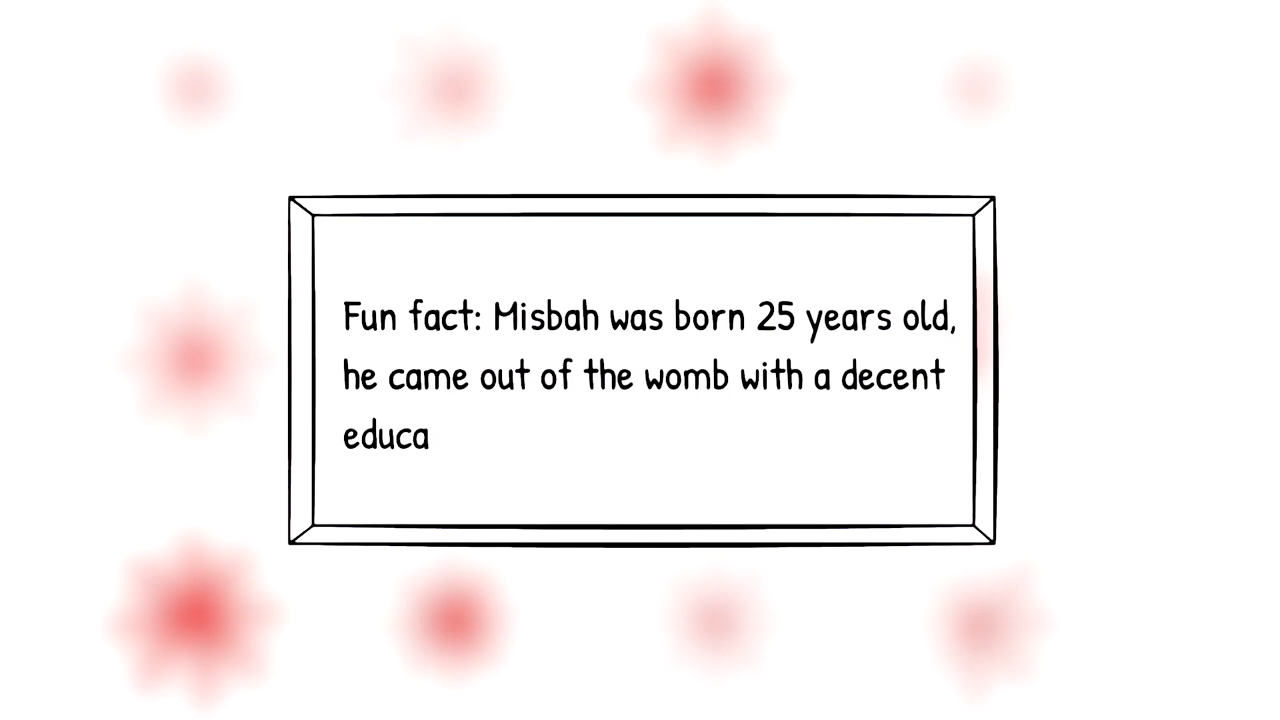 Fun fact: Misbah was born 25 years old,
he came out of the womb with a decent
educa